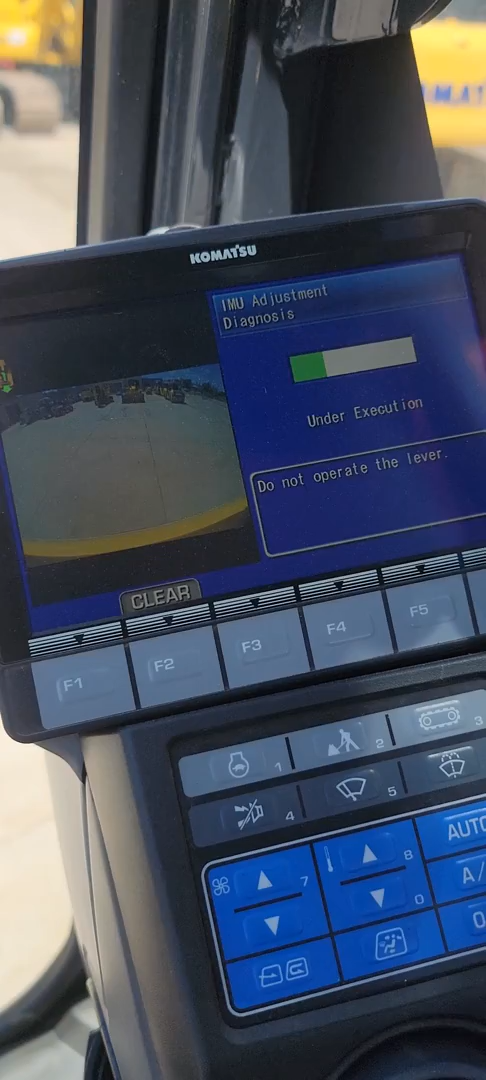 KOMATSU
IMU Adjustment
Diagnosis
Under Execution
Do not operate the lever.
CLEAR
F1
F2
F3
F4
F5
1
2
3
4
5
AUTO
7
8
A/
0